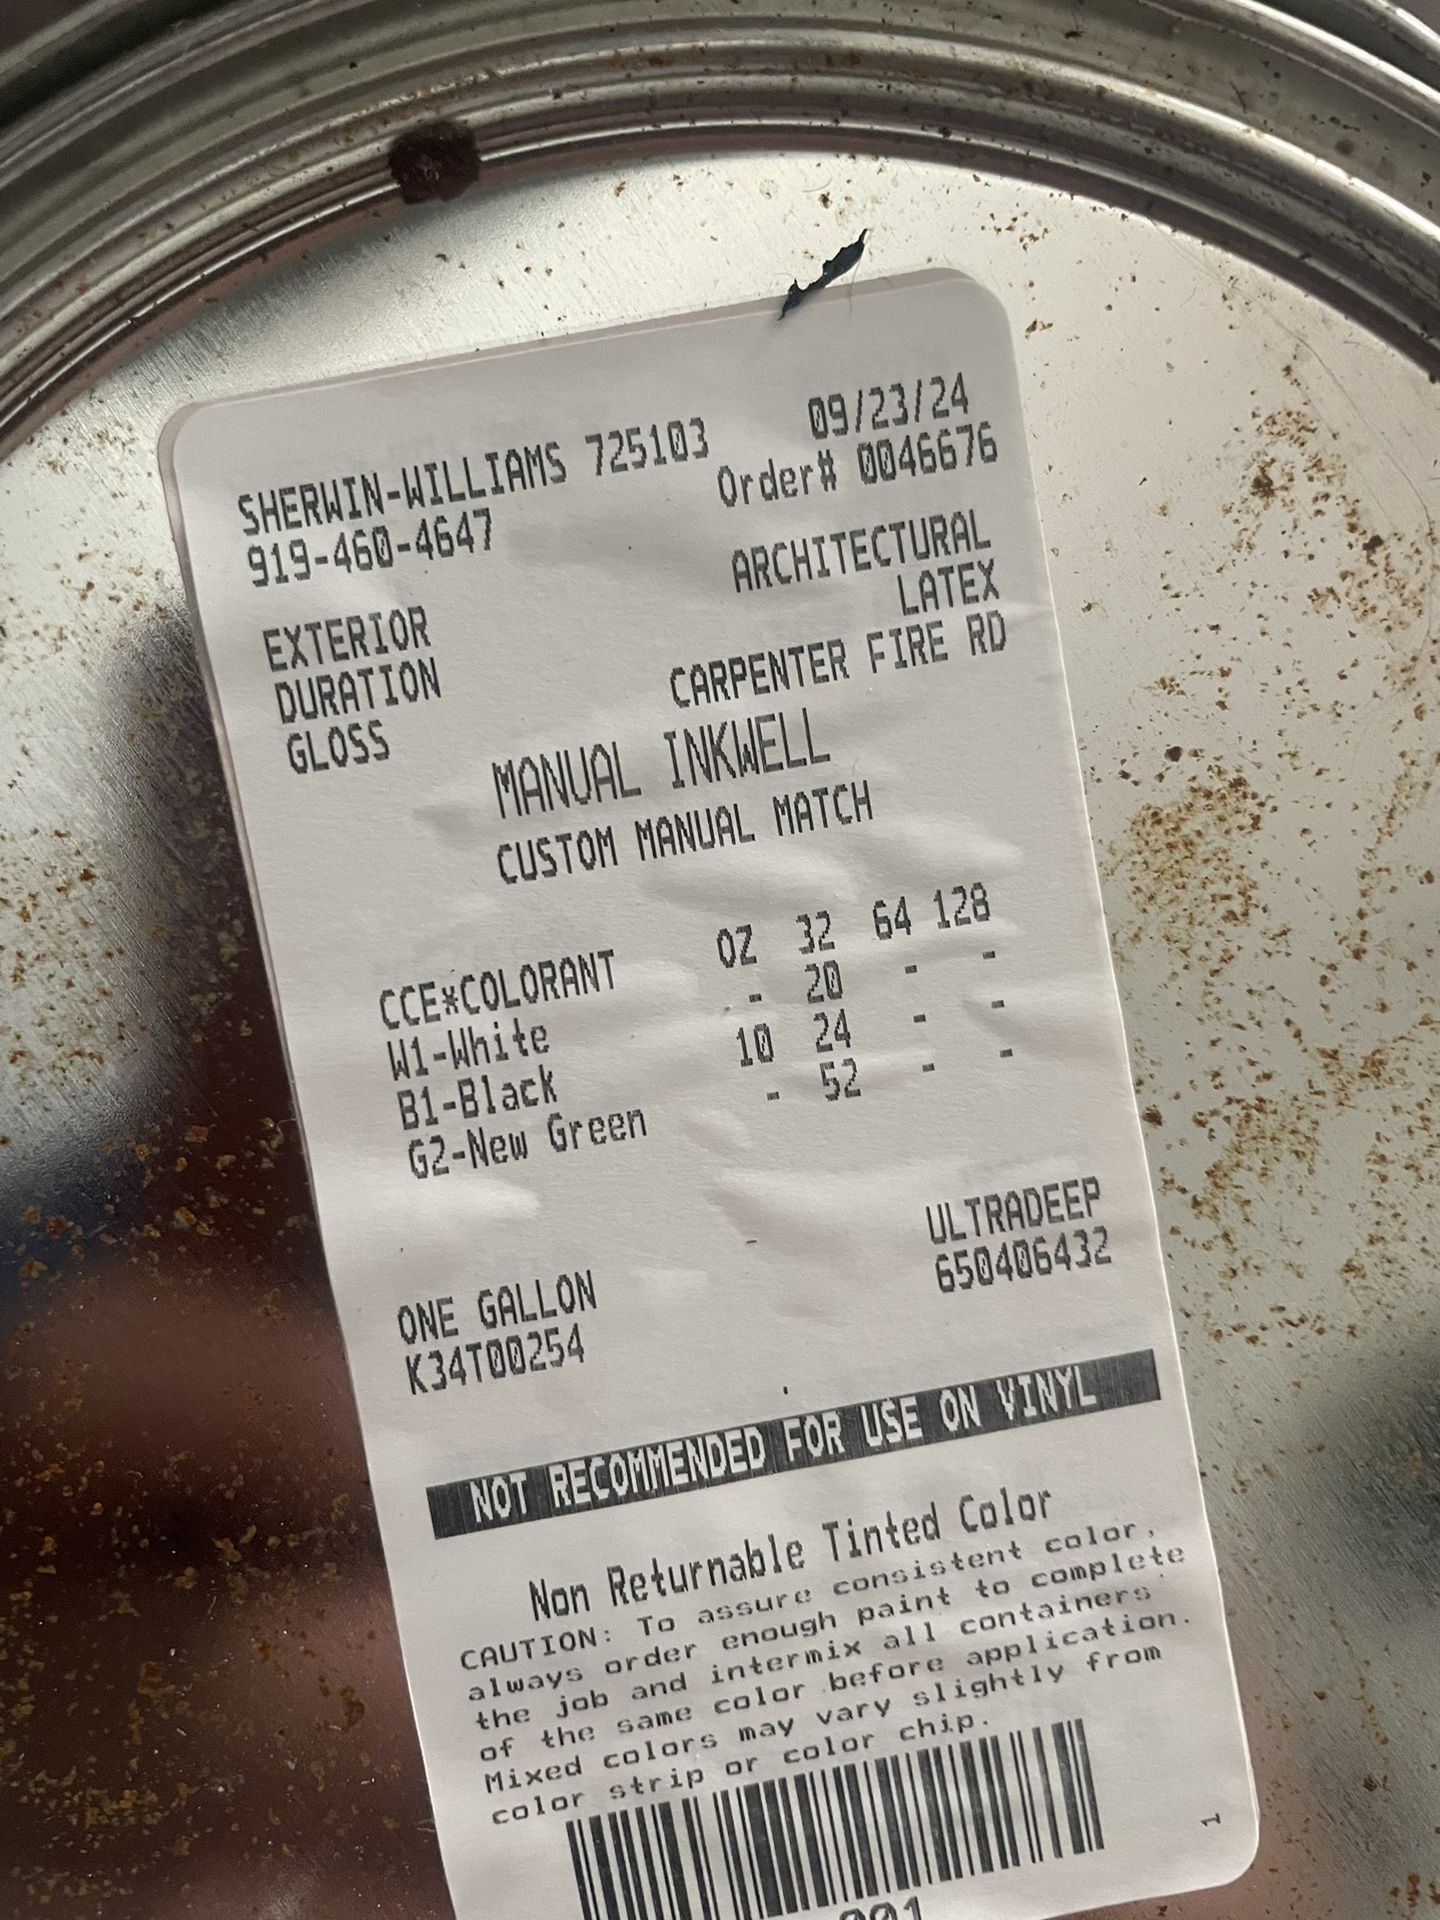 SHERWIN-WILLIAMS 725103 09/23/24
919-460-4647 Order# 0046676
EXTERIOR ARCHITECTURAL
DURATION LATEX
GLOSS CARPENTER FIRE RD
MANUAL INKWELL
CUSTOM MANUAL MATCH
CCE*COLORANT OZ 32 64 128
W1-White - 20 - -
B1-Black 10 24 - -
G2-New Green - 52 - -
ONE GALLON ULTRADEEP
K34T00254 650406432
NOT RECOMMENDED FOR USE ON VINYL
Non Returnable Tinted Color
CAUTION: To assure consistent color,
always order enough paint to complete
the job and intermix all containers
of the same color before application.
Mixed colors may vary slightly from
color strip or color chip.
1
001